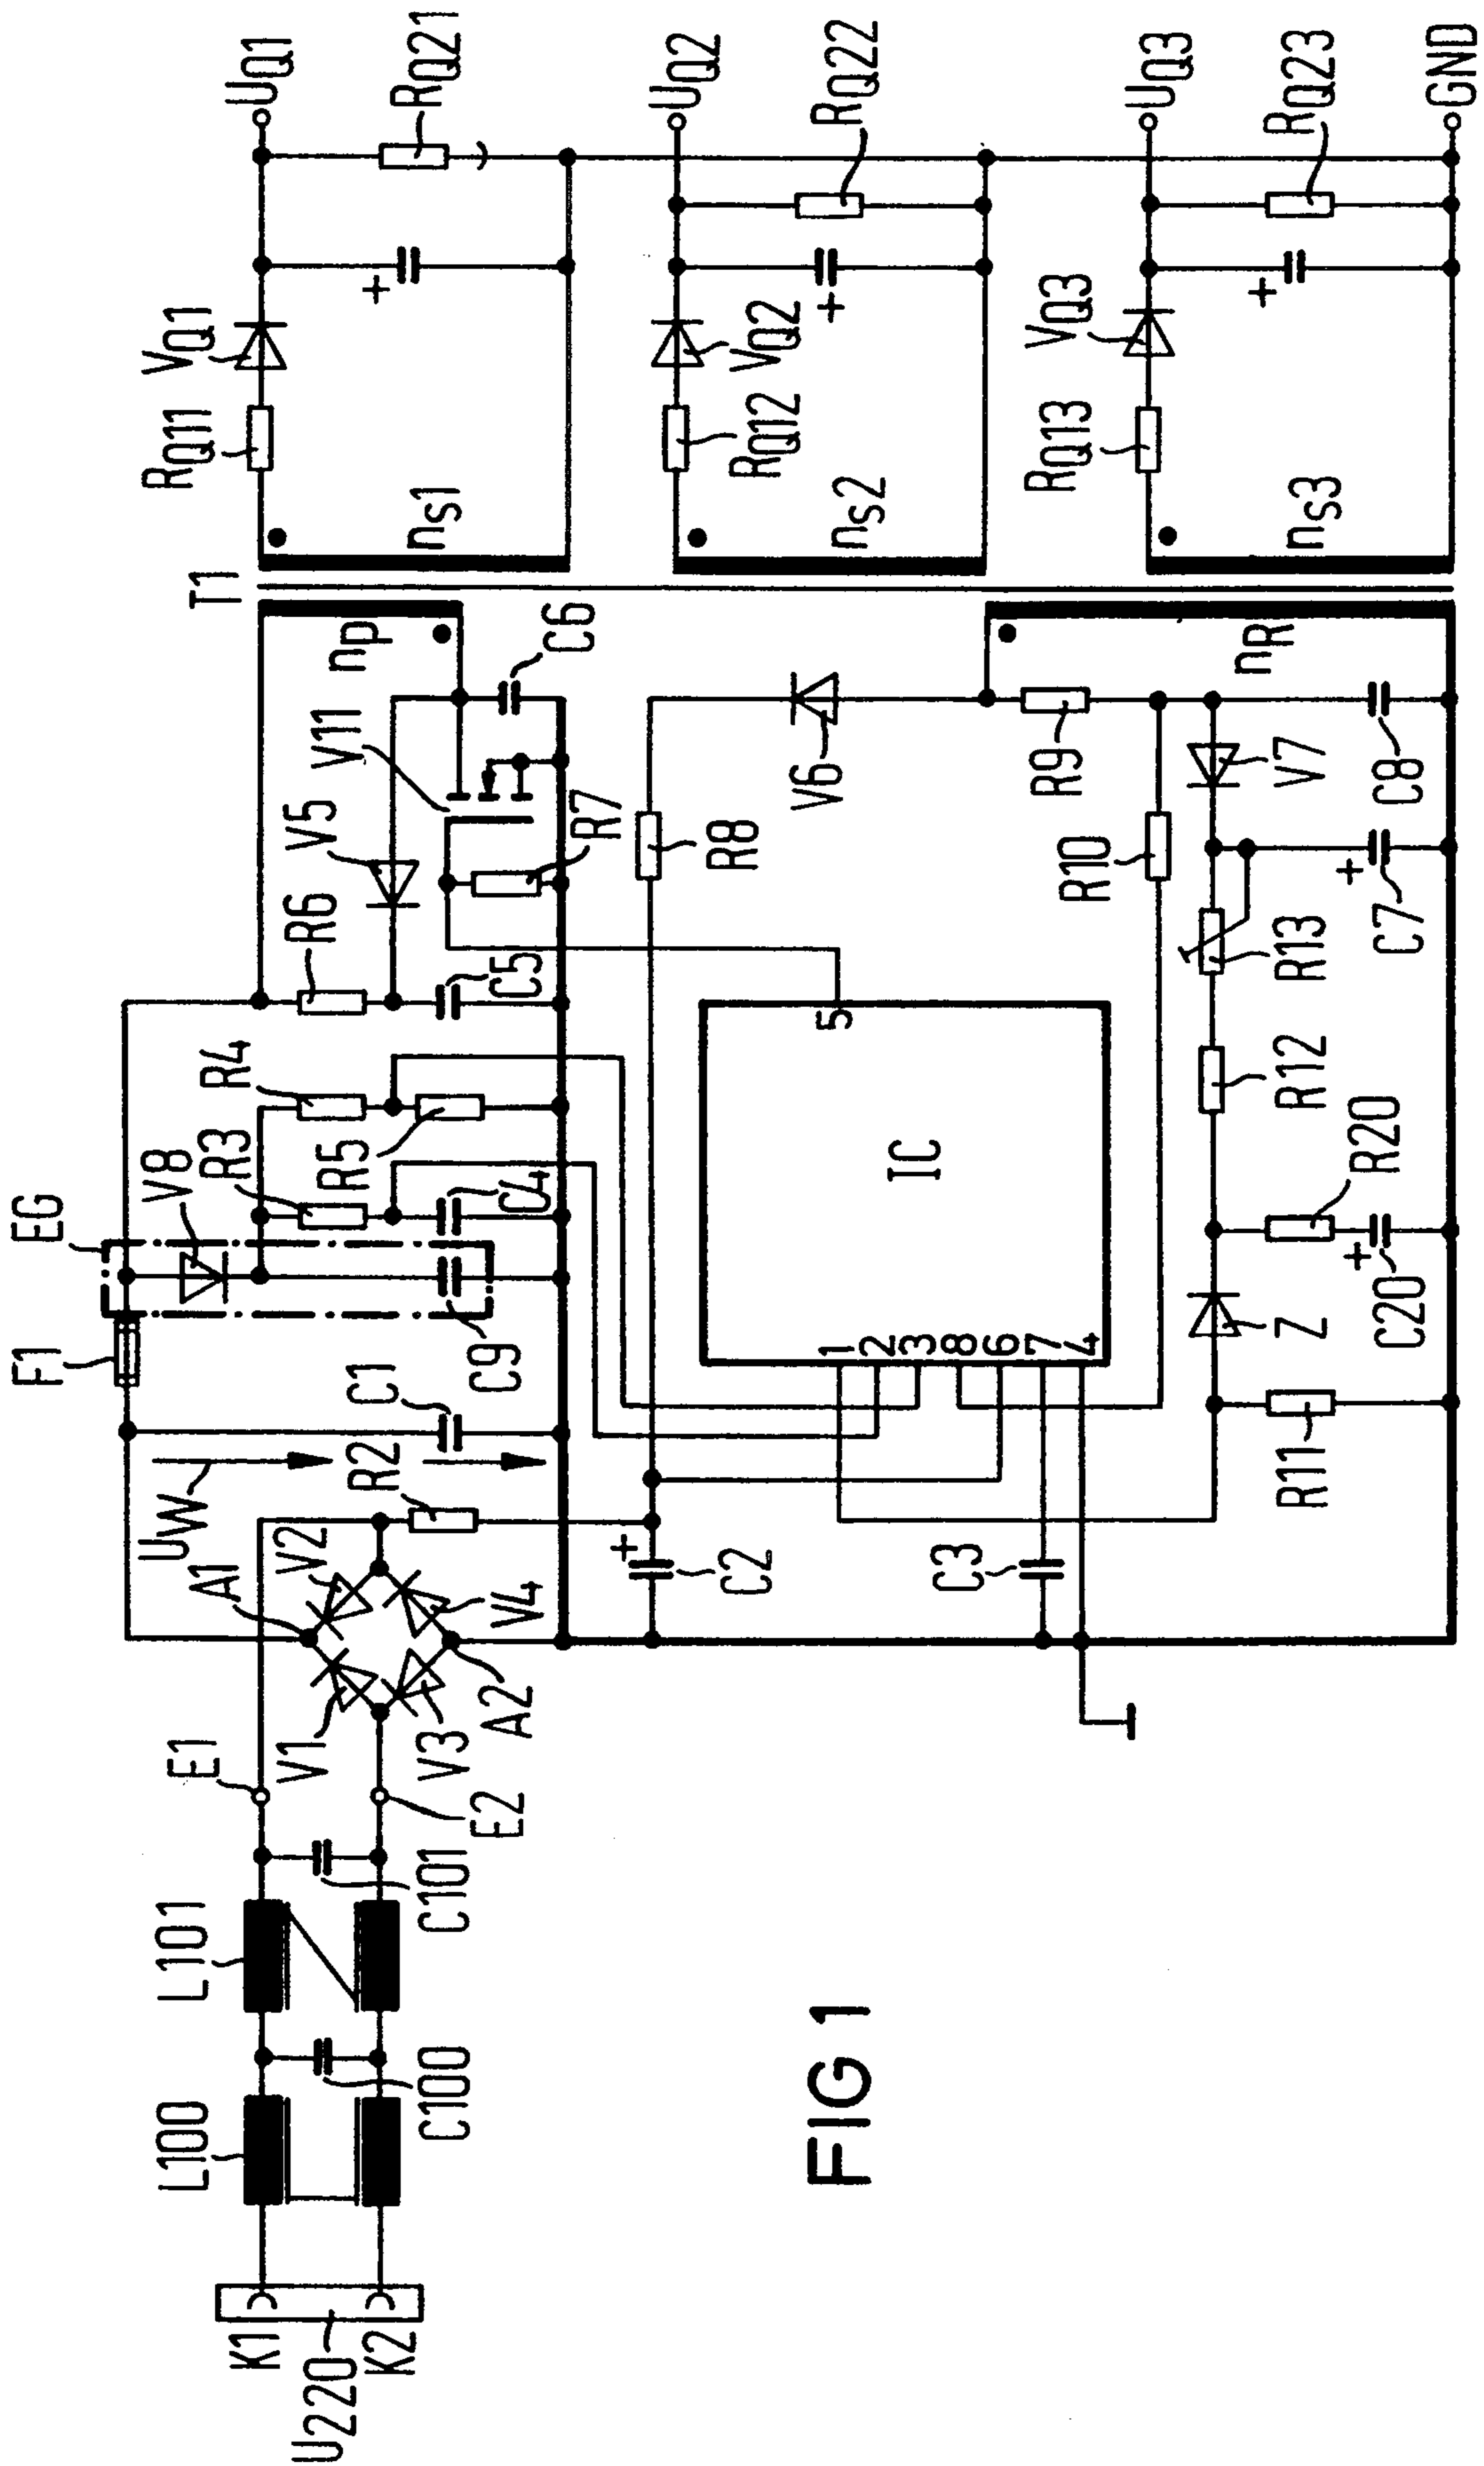 U220
K1
K2
L100
C100
L101
C101
E1
E2
V1
V3
A1
A2
V2
V4
UW
R2
C1
F1
EG
C9
V8
R3
C4
R4
R5
R6
C5
V5
R7
V11
C6
nP
T1
nS1
RQ11
VQ1
UQ1
RQ21
nS2
RQ12
VQ2
UQ2
RQ22
nS3
RQ13
VQ3
UQ3
RQ23
GND
+
+
+
C2
+
C3
IC
1
2
3
8
6
7
4
5
R8
V6
R9
nR
R10
V7
C8
C7
+
R13
R12
R20
C20
+
Z
R11
FIG 1